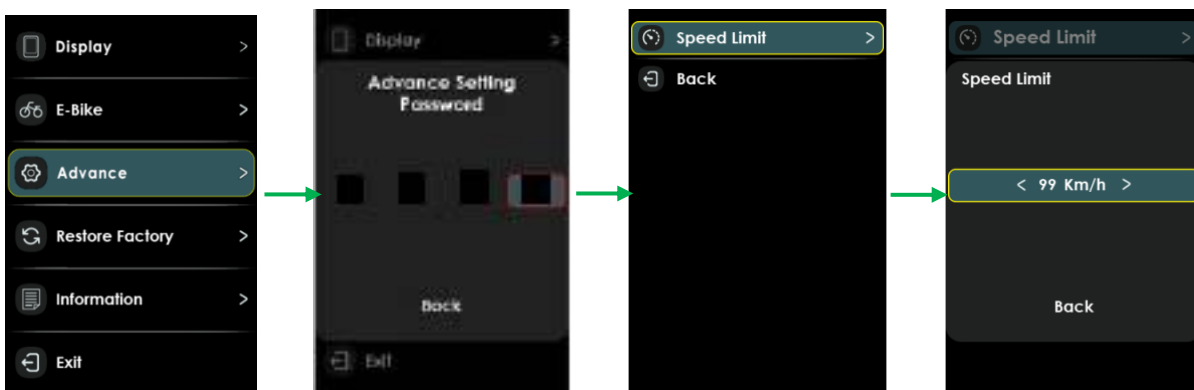 Display >
E-Bike >
Advance >
Restore Factory >
Information >
Exit
Display >
Advance Setting
Password
Back
Exit
Speed Limit >
Back
Speed Limit >
Speed Limit
< 99 Km/h >
Back